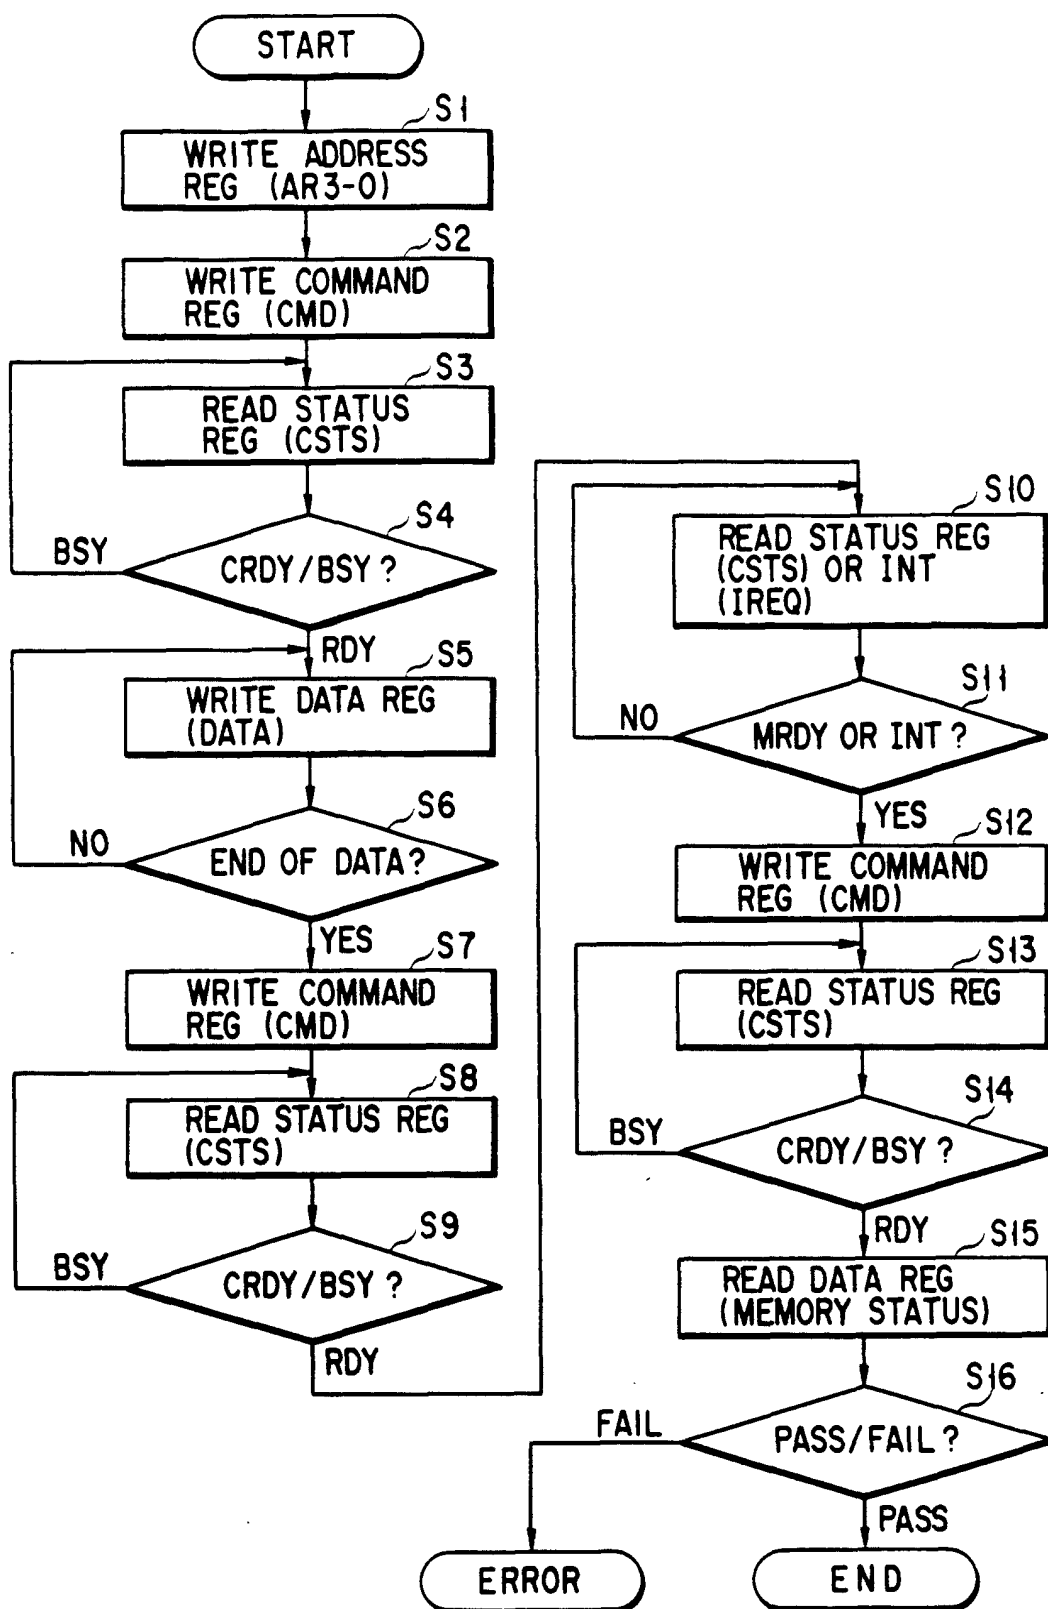 START
S1
WRITE ADDRESS
REG (AR3-0)
S2
WRITE COMMAND
REG (CMD)
S3
READ STATUS
REG (CSTS)
S4
BSY
CRDY/BSY ?
RDY
S5
WRITE DATA REG
(DATA)
S6
NO
END OF DATA?
YES
S7
WRITE COMMAND
REG (CMD)
S8
READ STATUS REG
(CSTS)
S9
BSY
CRDY/BSY ?
RDY
S10
READ STATUS REG
(CSTS) OR INT
(IREQ)
S11
NO
MRDY OR INT ?
YES
S12
WRITE COMMAND
REG (CMD)
S13
READ STATUS REG
(CSTS)
S14
BSY
CRDY/BSY ?
RDY
S15
READ DATA REG
(MEMORY STATUS)
S16
FAIL
PASS/FAIL ?
PASS
ERROR
END